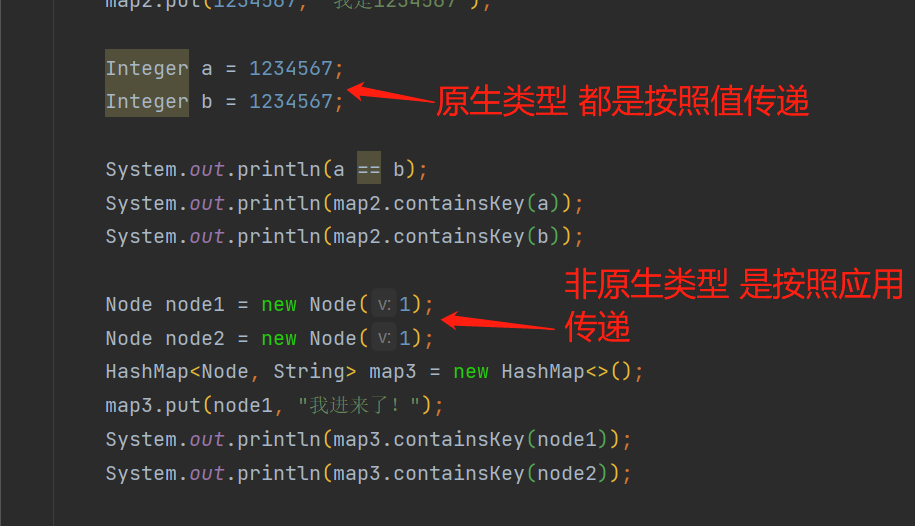 map2.put(1234567, "我是1234567");
Integer a = 1234567;
Integer b = 1234567;
原生类型 都是按照值传递
System.out.println(a == b);
System.out.println(map2.containsKey(a));
System.out.println(map2.containsKey(b));
Node node1 = new Node( v: 1);
Node node2 = new Node( v: 1);
非原生类型 是按照应用
传递
HashMap<Node, String> map3 = new HashMap<>();
map3.put(node1, "我进来了！");
System.out.println(map3.containsKey(node1));
System.out.println(map3.containsKey(node2));